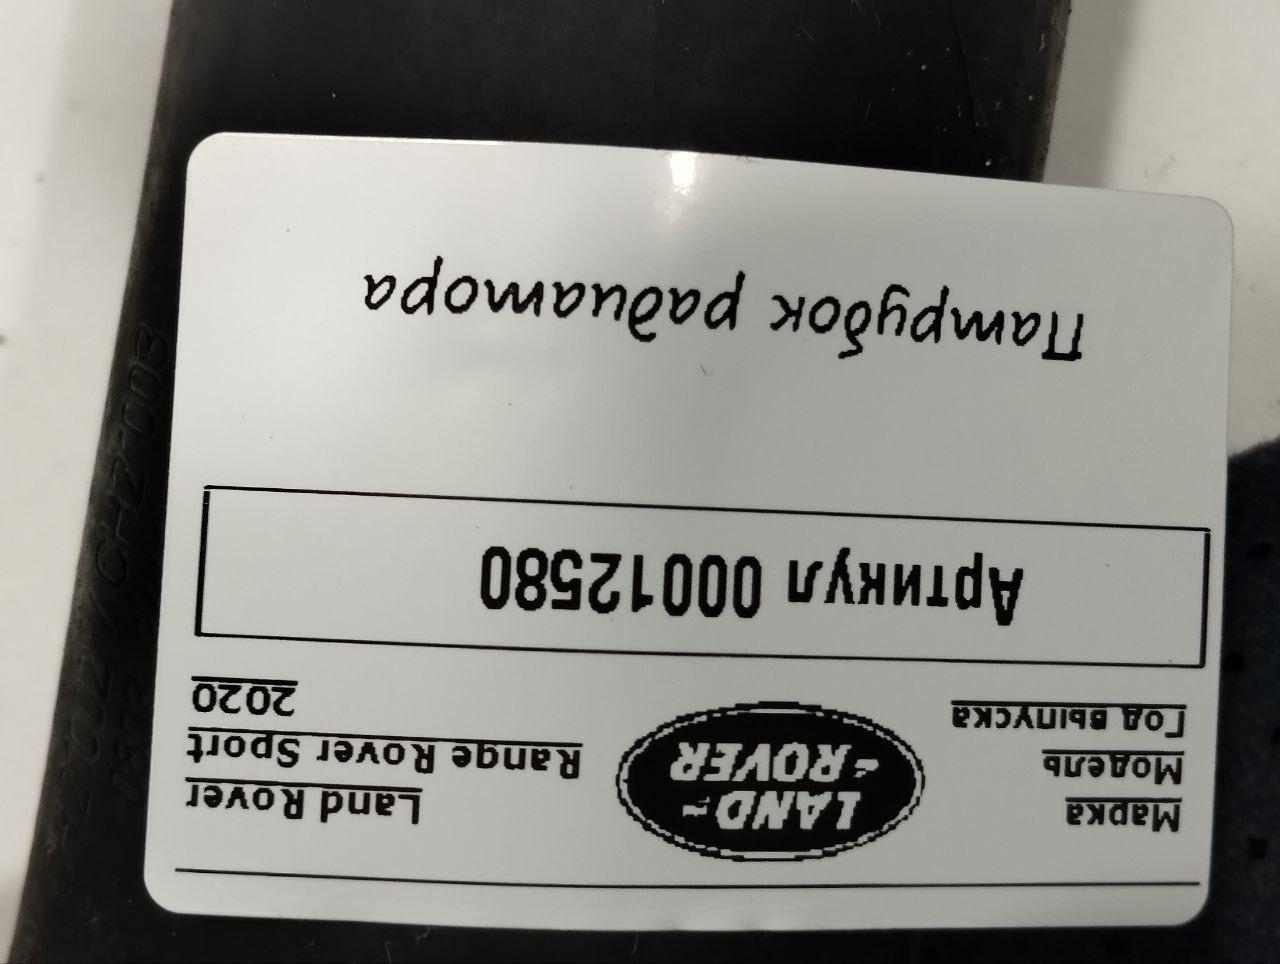 Марка
Land Rover
Модель
LAND-
-ROVER
Range Rover Sport
Год выпуска
2020
Артикул 00012580
Патрубок радиатора